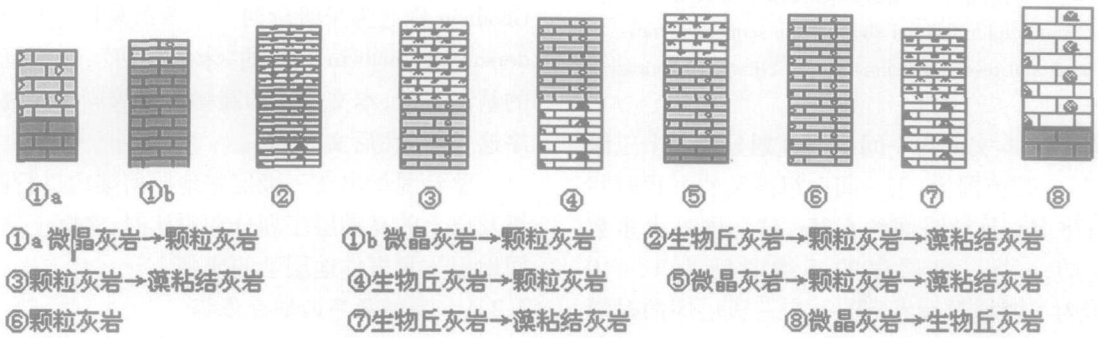 ①a ①b ② ③ ④ ⑤ ⑥ ⑦ ⑧
①a 微晶灰岩→颗粒灰岩 ①b 微晶灰岩→颗粒灰岩 ②生物丘灰岩→颗粒灰岩→藻粘结灰岩
③颗粒灰岩→藻粘结灰岩 ④生物丘灰岩→颗粒灰岩 ⑤微晶灰岩→颗粒灰岩→藻粘结灰岩
⑥颗粒灰岩 ⑦生物丘灰岩→藻粘结灰岩 ⑧微晶灰岩→生物丘灰岩